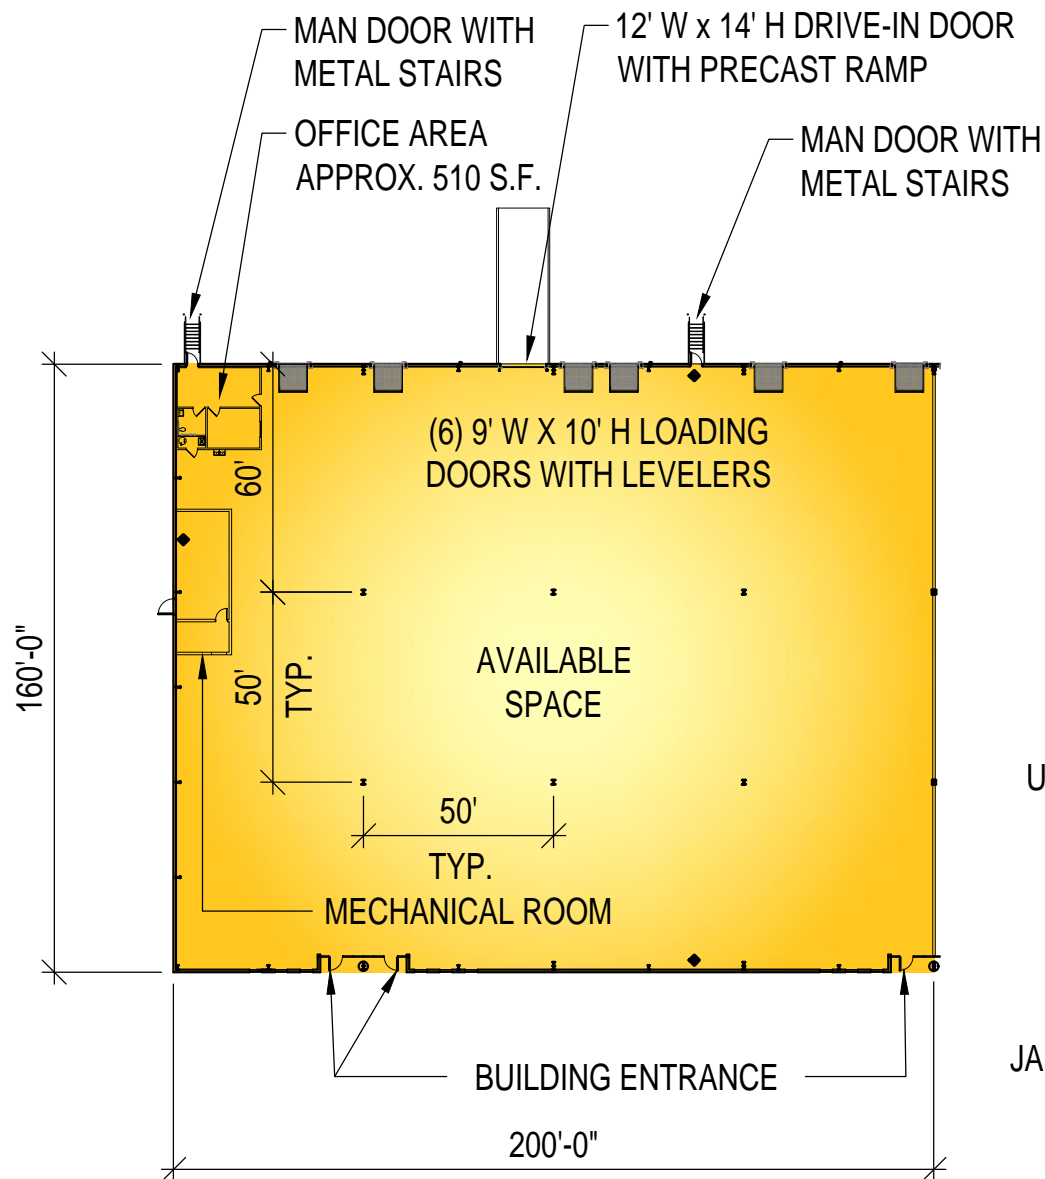 MAN DOOR WITH
METAL STAIRS
12' W x 14' H DRIVE-IN DOOR
WITH PRECAST RAMP
OFFICE AREA
APPROX. 510 S.F.
MAN DOOR WITH
METAL STAIRS
(6) 9' W X 10' H LOADING
DOORS WITH LEVELERS
60'
160'-0"
50'
TYP.
AVAILABLE
SPACE
U
50'
TYP.
MECHANICAL ROOM
JA
BUILDING ENTRANCE
200'-0"